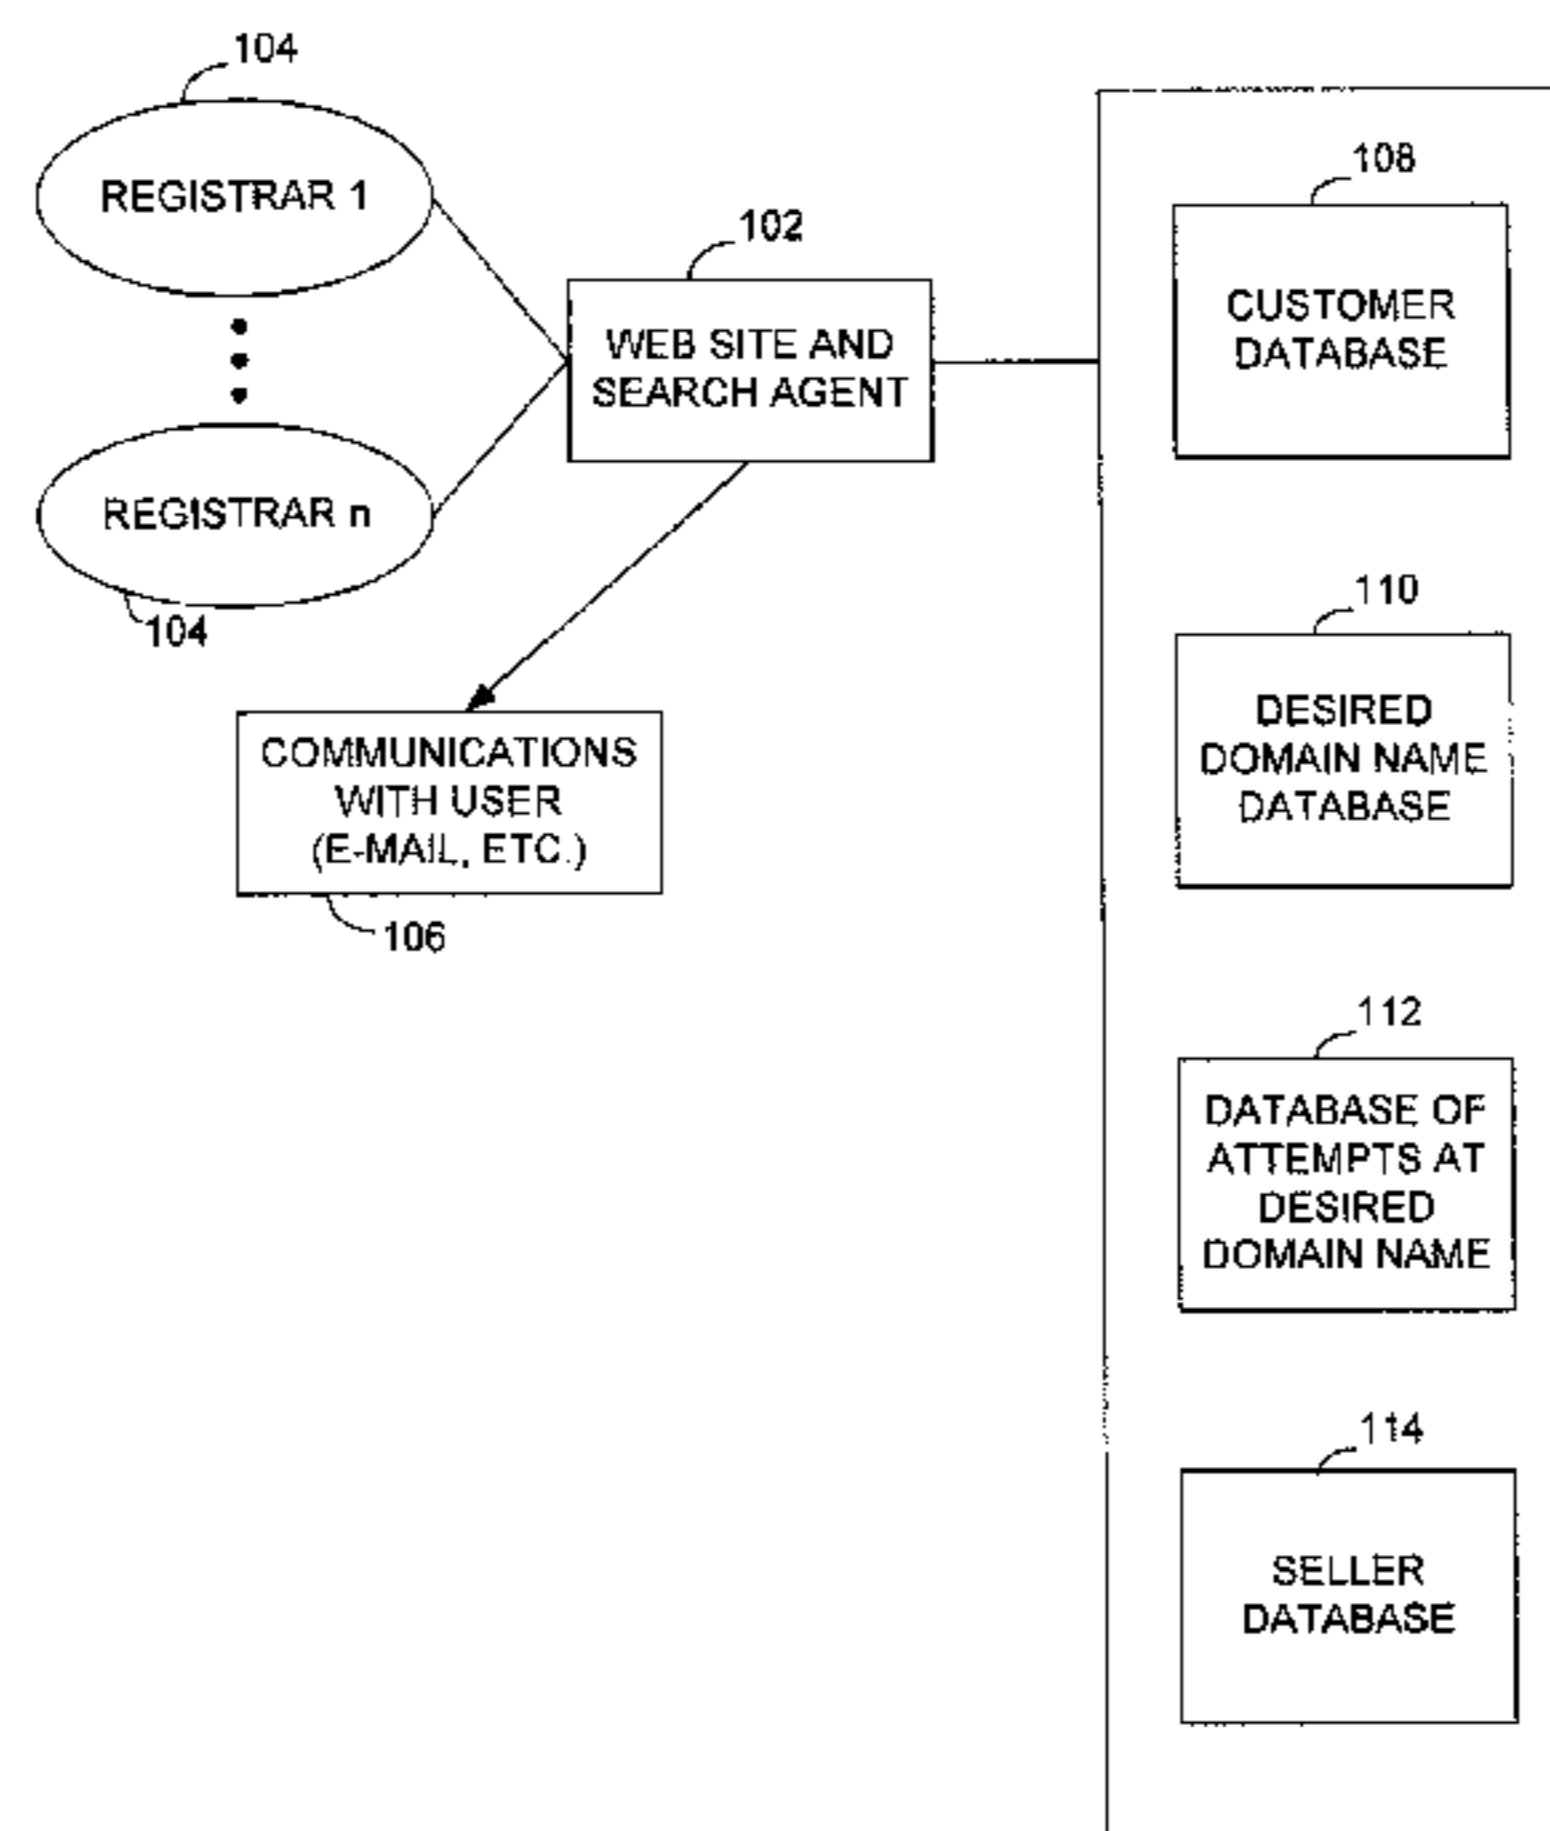 104
REGISTRAR 1
REGISTRAR n
104
102
WEB SITE AND
SEARCH AGENT
COMMUNICATIONS
WITH USER
(E-MAIL, ETC.)
106
108
CUSTOMER
DATABASE
110
DESIRED
DOMAIN NAME
DATABASE
112
DATABASE OF
ATTEMPTS AT
DESIRED
DOMAIN NAME
114
SELLER
DATABASE